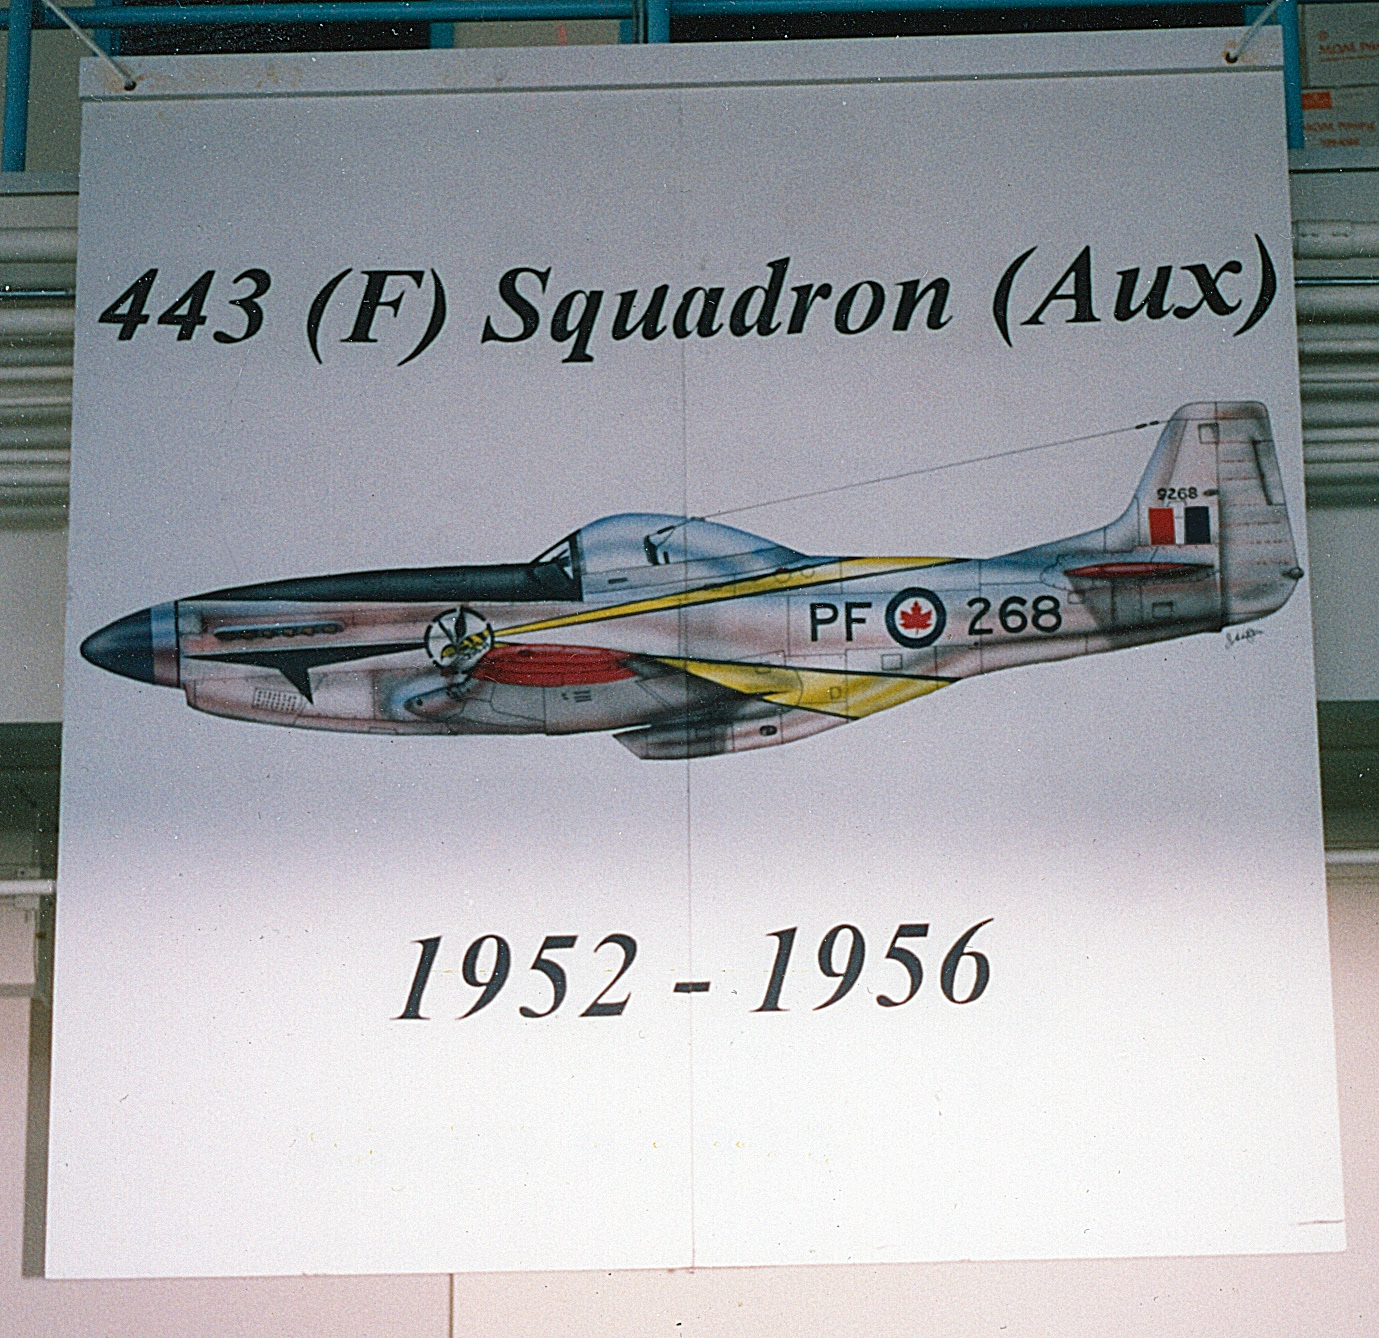 443 (F) Squadron (Aux)
9268
PF 268
1952 - 1956